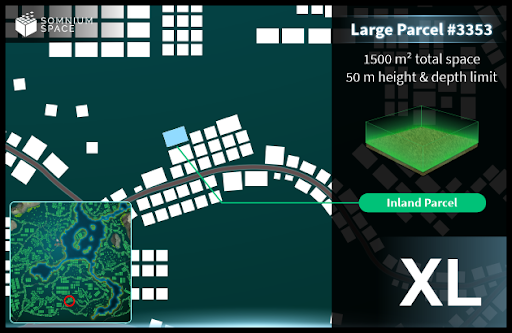 SOMNIUM
SPACE
Large Parcel #3353
1500 m² total space
50 m height & depth limit
Inland Parcel
XL